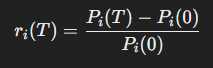 r_i(T) = \frac{P_i(T) - P_i(0)}{P_i(0)}